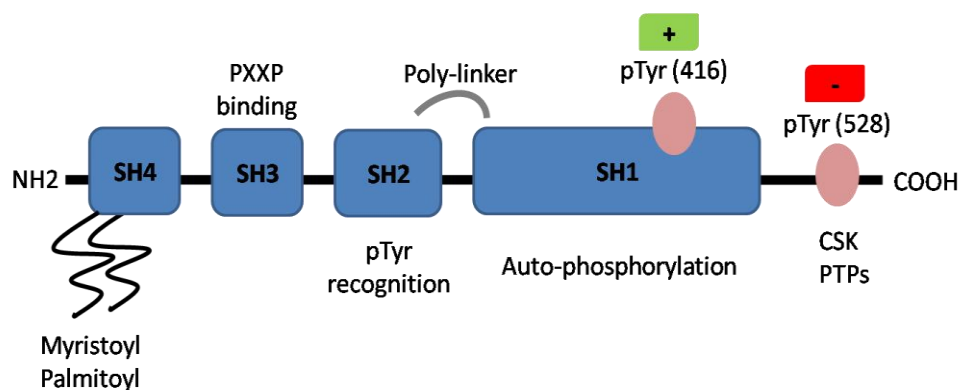 +
pTyr (416)
-
pTyr (528)
PXXP
binding
Poly-linker
NH2
SH4
SH3
SH2
SH1
COOH
pTyr
recognition
Auto-phosphorylation
CSK
PTPs
Myristoyl
Palmitoyl